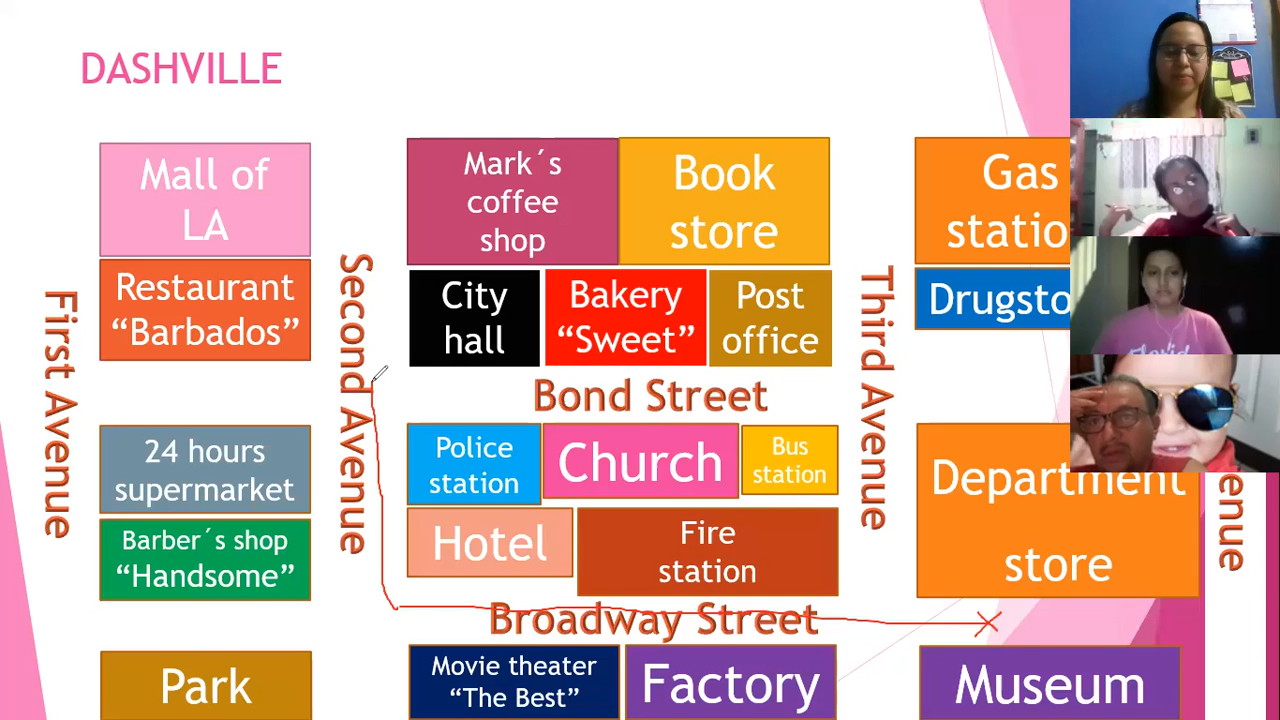 DASHVILLE
Mall of
LA
Mark´s
coffee
shop
Book
store
Gas
statio
Restaurant
“Barbados”
City
hall
Bakery
“Sweet”
Post
office
Drugsto
First Avenue
Second Avenue
Third Avenue
Bond Street
24 hours
supermarket
Police
station
Church
Bus
station
Department
store
enue
Barber´s shop
“Handsome”
Hotel
Fire
station
Broadway Street
Park
Movie theater
“The Best”
Factory
Museum